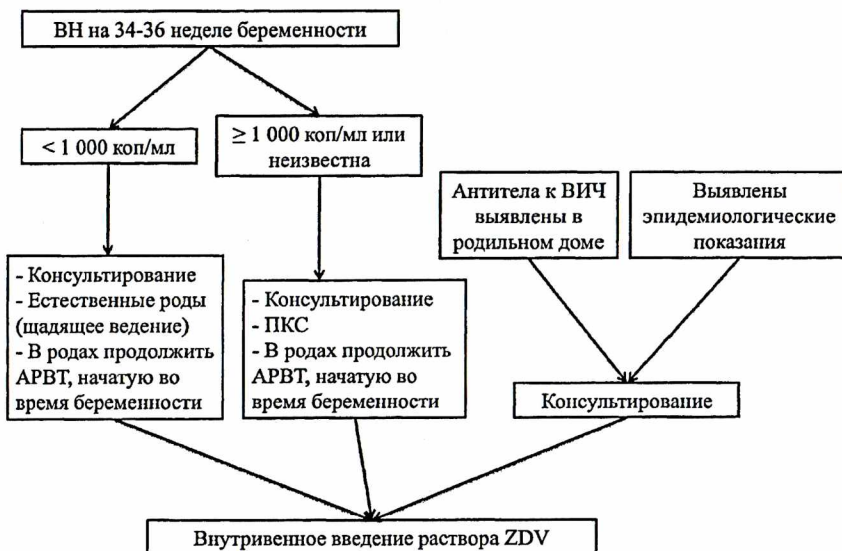 ВН на 34-36 неделе беременности
< 1 000 коп/мл
≥ 1 000 коп/мл или
неизвестна
Антитела к ВИЧ
выявлены в
родильном доме
Выявлены
эпидемиологические
показания
- Консультирование
- Естественные роды
(щадящее ведение)
- В родах продолжить
АРВТ, начатую во
время беременности
- Консультирование
- ПКС
- В родах продолжить
АРВТ, начатую во
время беременности
Консультирование
Внутривенное введение раствора ZDV